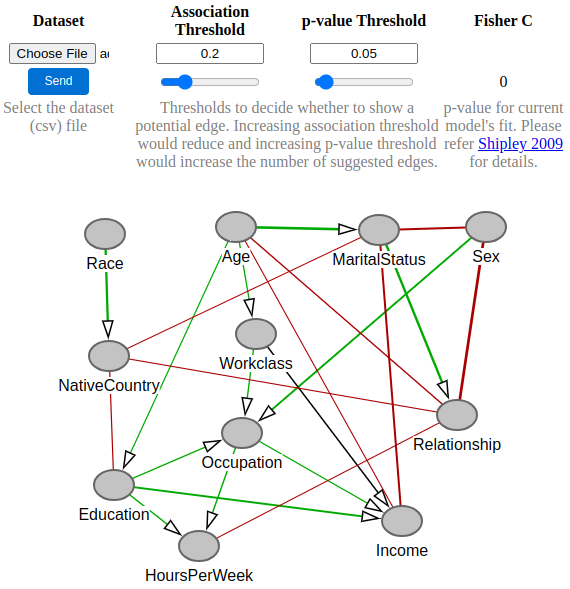 Dataset
Association Threshold
p-value Threshold
Fisher C
Choose File
0.2
0.05
Send
0
Select the dataset
(csv) file
Thresholds to decide whether to show a
potential edge. Increasing association threshold
would reduce and increasing p-value threshold
would increase the number of suggested edges.
p-value for current
model's fit. Please
refer Shipley 2009
for details.
Race
Age
MaritalStatus
Sex
Workclass
NativeCountry
Relationship
Occupation
Education
Income
HoursPerWeek